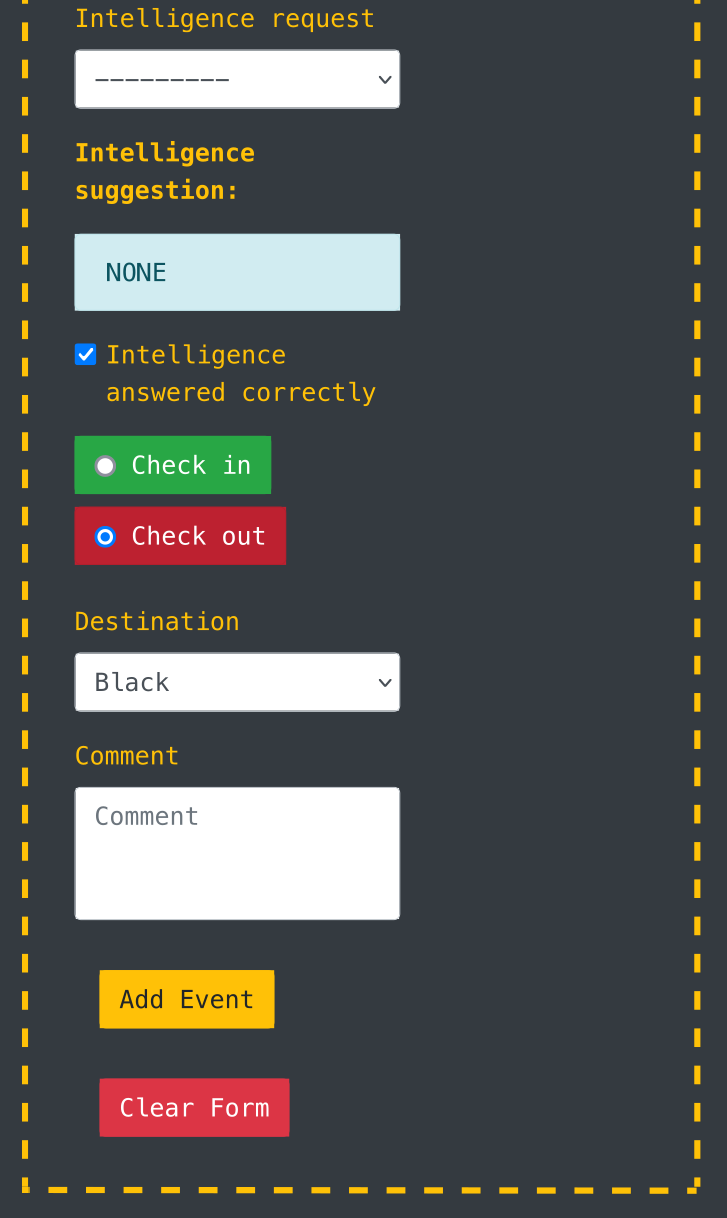 Intelligence request
---------
Intelligence
suggestion:
NONE
Intelligence
answered correctly
Check in
Check out
Destination
Black
Comment
Comment
Add Event
Clear Form